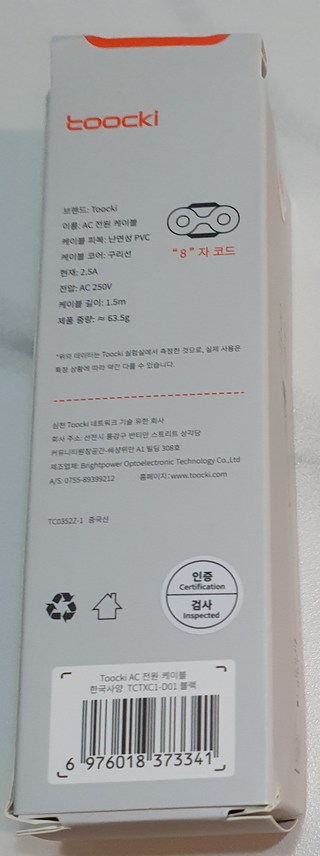 toocki
브랜드: Toocki
이름: AC 전원 케이블
케이블 피복: 난연성 PVC
케이블 코어: 구리선
현재: 2.5A
전압: AC 250V
케이블 길이: 1.5m
제품 중량: ≈ 63.5g
“8” 자 코드
*위의 데이터는 Toocki 실험실에서 측정한 것으로, 실제 사용은
특정 상황에 따라 약간 다를 수 있습니다.
심천 Toocki 네트워크 기술 유한 회사
회사 주소: 선전시 룽강구 반티안 스트리트 상각당
커뮤니티원창공간-싸상위안 A1 빌딩 308호
제조업체: Brightpower Optoelectronic Technology Co.,Ltd
A/S: 0755-89399212 홈페이지: www.toocki.com
TC03522-1 중국산
인증
Certification
검사
Inspected
Toocki AC 전원 케이블
한국사양 TCTXC1-D01 블랙
6 976018 373341